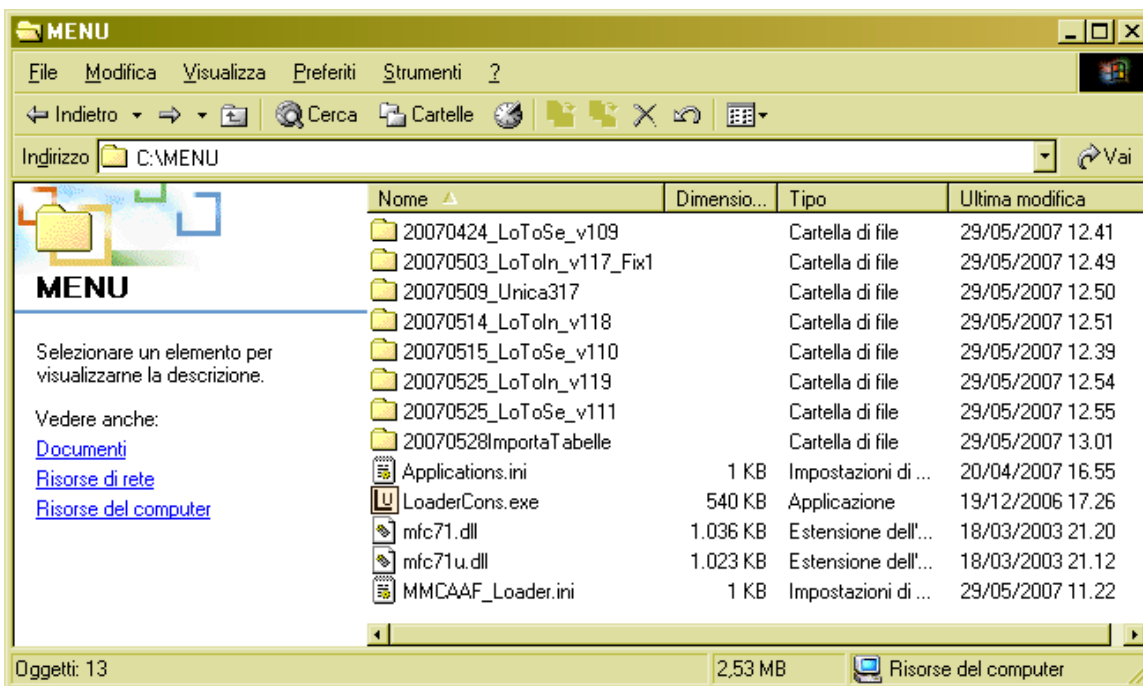 MENU
File Modifica Visualizza Preferiti Strumenti ?
Indietro Cerca Cartelle
Indirizzo C:\MENU Vai
MENU
Selezionare un elemento per
visualizzarne la descrizione.
Vedere anche:
Documenti
Risorse di rete
Risorse del computer
Nome Dimensio... Tipo Ultima modifica
20070424_LoToSe_v109 Cartella di file 29/05/2007 12.41
20070503_LoToIn_v117_Fix1 Cartella di file 29/05/2007 12.49
20070509_Unica317 Cartella di file 29/05/2007 12.50
20070514_LoToIn_v118 Cartella di file 29/05/2007 12.51
20070515_LoToSe_v110 Cartella di file 29/05/2007 12.39
20070525_LoToIn_v119 Cartella di file 29/05/2007 12.54
20070525_LoToSe_v111 Cartella di file 29/05/2007 12.55
20070528ImportaTabelle Cartella di file 29/05/2007 13.01
Applications.ini 1 KB Impostazioni di ... 20/04/2007 16.55
LoaderCons.exe 540 KB Applicazione 19/12/2006 17.26
mfc71.dll 1.036 KB Estensione dell'... 18/03/2003 21.20
mfc71u.dll 1.023 KB Estensione dell'... 18/03/2003 21.12
MMCAAF_Loader.ini 1 KB Impostazioni di ... 29/05/2007 11.22
Oggetti: 13 2,53 MB Risorse del computer